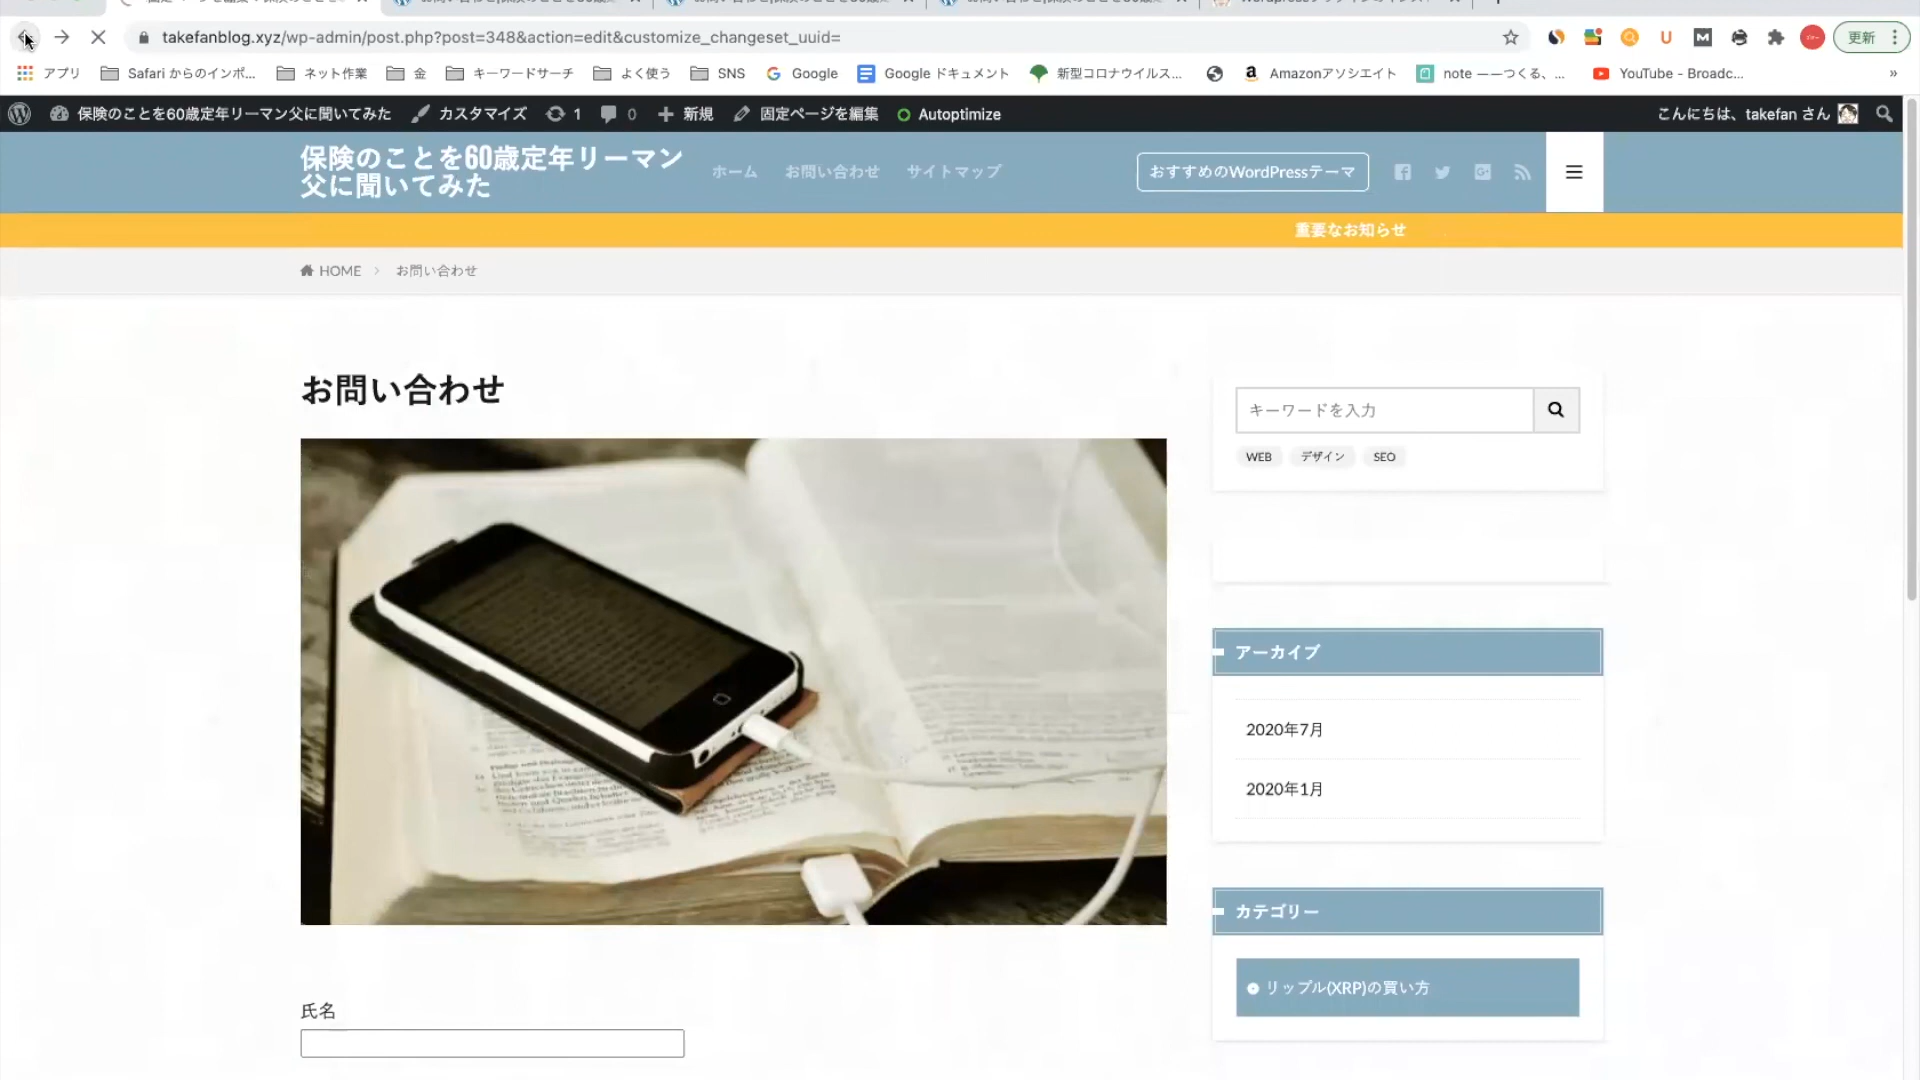 takefanblog.xyz/wp-admin/post.php?post=348&action=edit&customize_changeset_uuid=
更新
アプリ Safari からのインポ... ネット作業 金 キーワードサーチ よく使う SNS Google Google ドキュメント 新型コロナウイルス... Amazonアソシエイト note ——つくる、... YouTube - Broadc... »
保険のことを60歳定年リーマン父に聞いてみた カスタマイズ 1 0 新規 固定ページを編集 Autoptimize こんにちは、takefan さん
保険のことを60歳定年リーマン
父に聞いてみた
ホーム お問い合わせ サイトマップ おすすめのWordPressテーマ
重要なお知らせ
HOME お問い合わせ
お問い合わせ
キーワードを入力
WEB デザイン SEO
アーカイブ
2020年7月
2020年1月
カテゴリー
リップル(XRP)の買い方
氏名